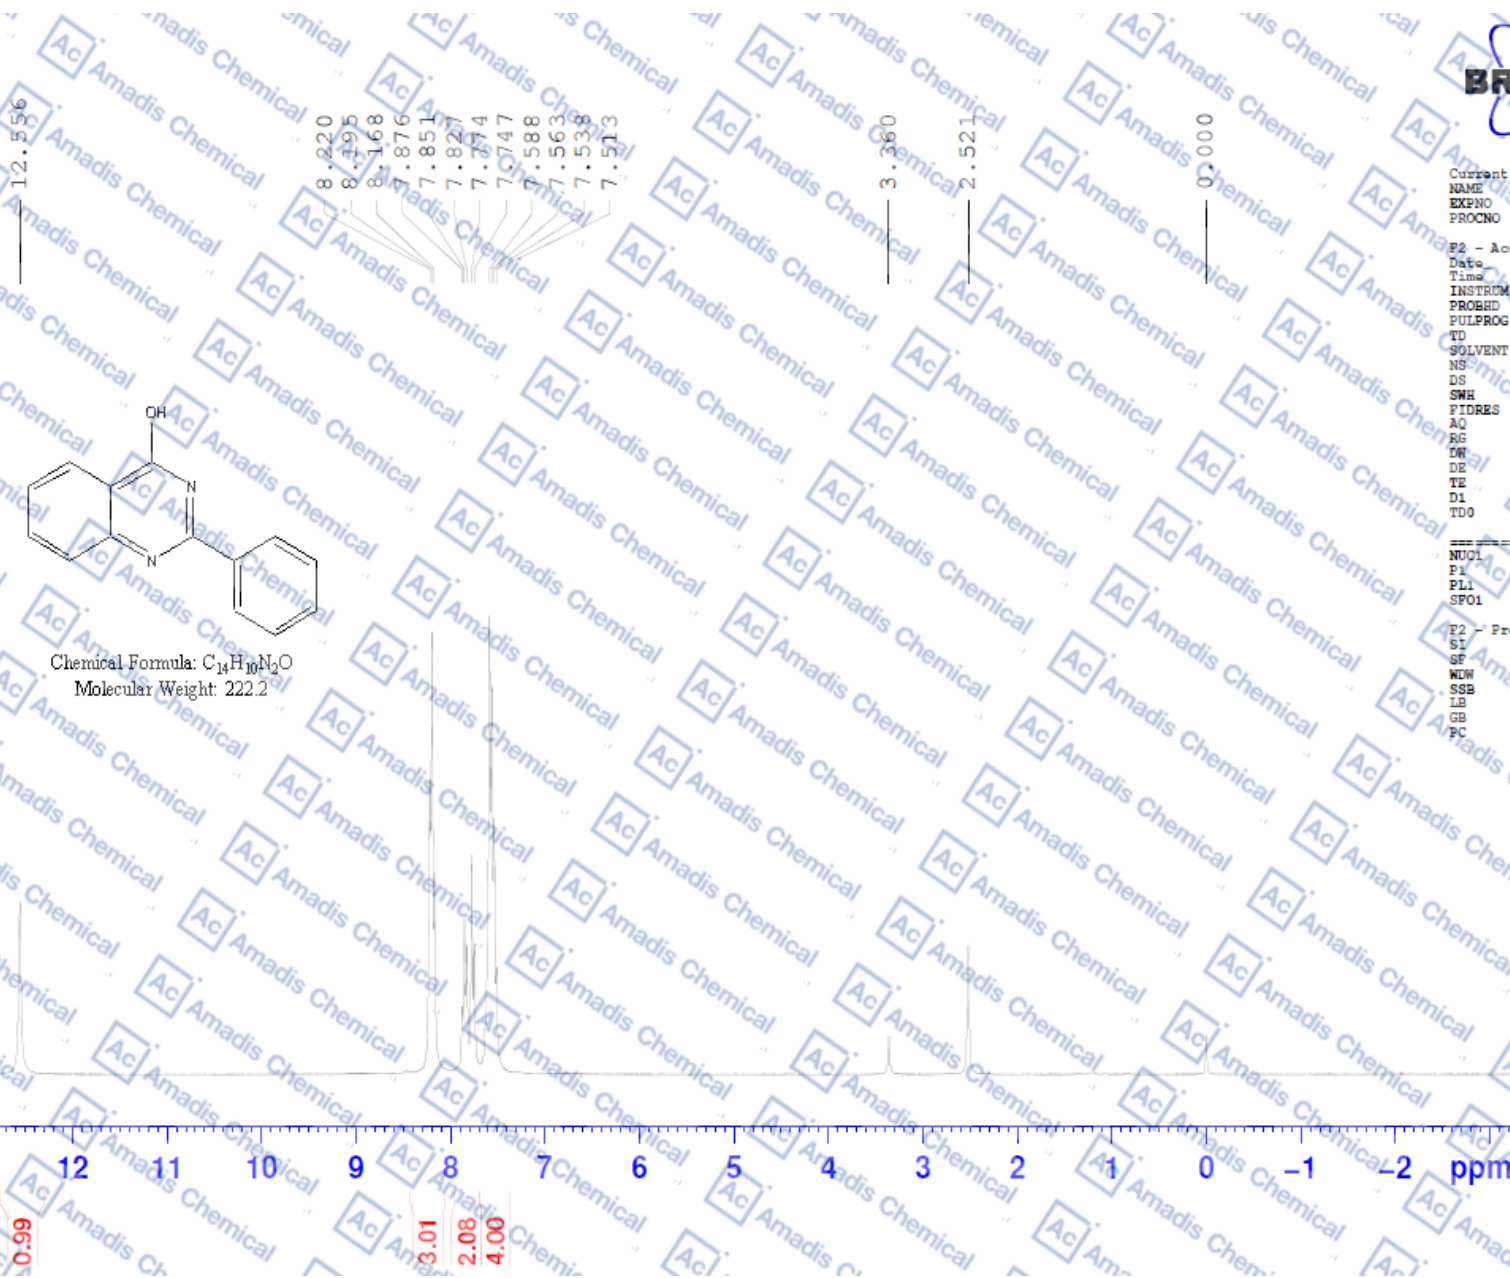 BR
12.556
8.220
8.195
8.168
7.876
7.851
7.827
7.774
7.747
7.588
7.563
7.538
7.513
3.360
2.521
0.000
Current
NAME
EXPNO
PROCNO
F2 - Ac
Date_
Time
INSTRUM
PROBHD
PULPROG
TD
SOLVENT
NS
DS
SWH
FIDRES
AQ
RG
DW
DE
TE
D1
TD0
NUC1
P1
PL1
SFO1
F2 - Pr
SI
SF
WDW
SSB
LB
GB
PC
OH
N
N
Chemical Formula: C₁₄H₁₀N₂O
Molecular Weight: 222.2
12 11 10 9 8 7 6 5 4 3 2 1 0 −1 −2 ppm
0.99
3.01
2.08
4.00
Ac Amadis Chemical